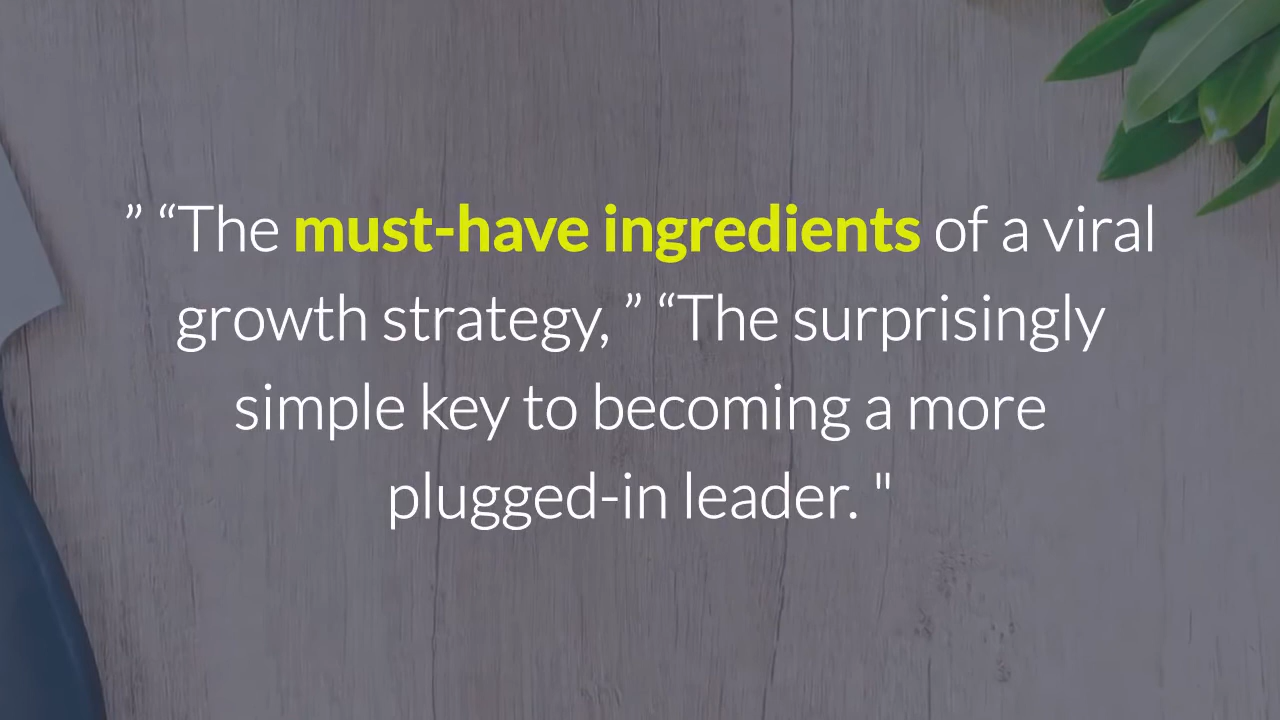 ” “The must-have ingredients of a viral
growth strategy, ” “The surprisingly
simple key to becoming a more
plugged-in leader. "